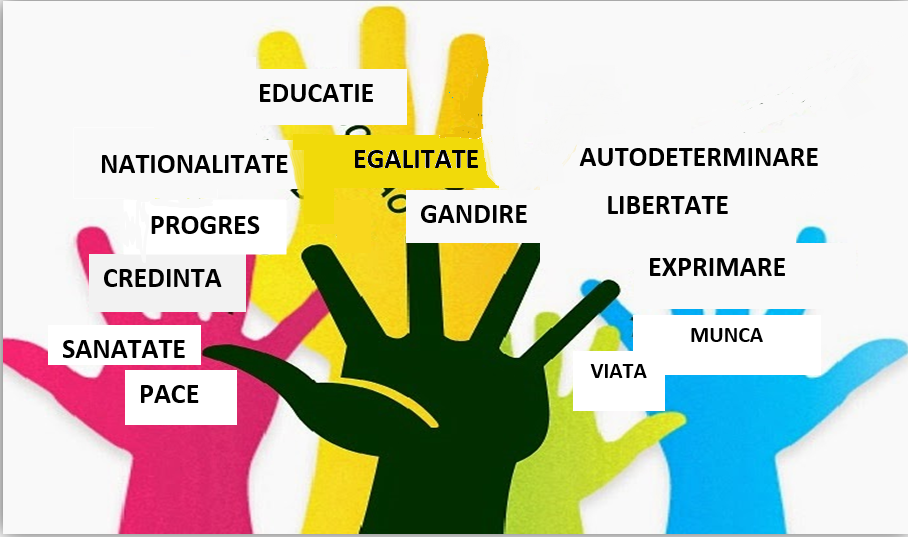 EDUCATIE
NATIONALITATE
EGALITATE
AUTODETERMINARE
LIBERTATE
PROGRES
GANDIRE
CREDINTA
EXPRIMARE
SANATATE
MUNCA
VIATA
PACE